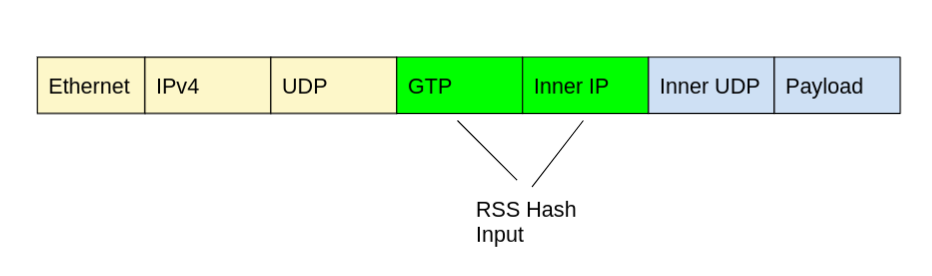 Ethernet IPv4 UDP GTP Inner IP Inner UDP Payload
RSS Hash
Input